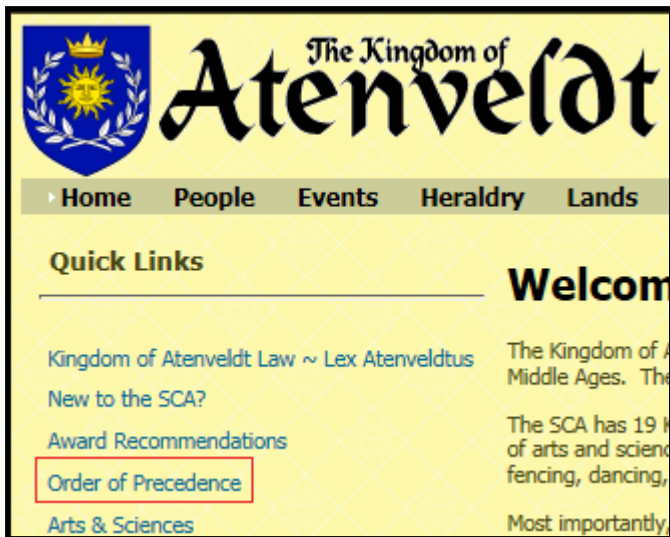 The Kingdom of
Atenveldt
Home People Events Heraldry Lands
Quick Links
Kingdom of Atenveldt Law ~ Lex Atenveldtus
New to the SCA?
Award Recommendations
Order of Precedence
Arts & Sciences
Welcom
The Kingdom of A
Middle Ages. The
The SCA has 19 K
of arts and scienc
fencing, dancing,
Most importantly,